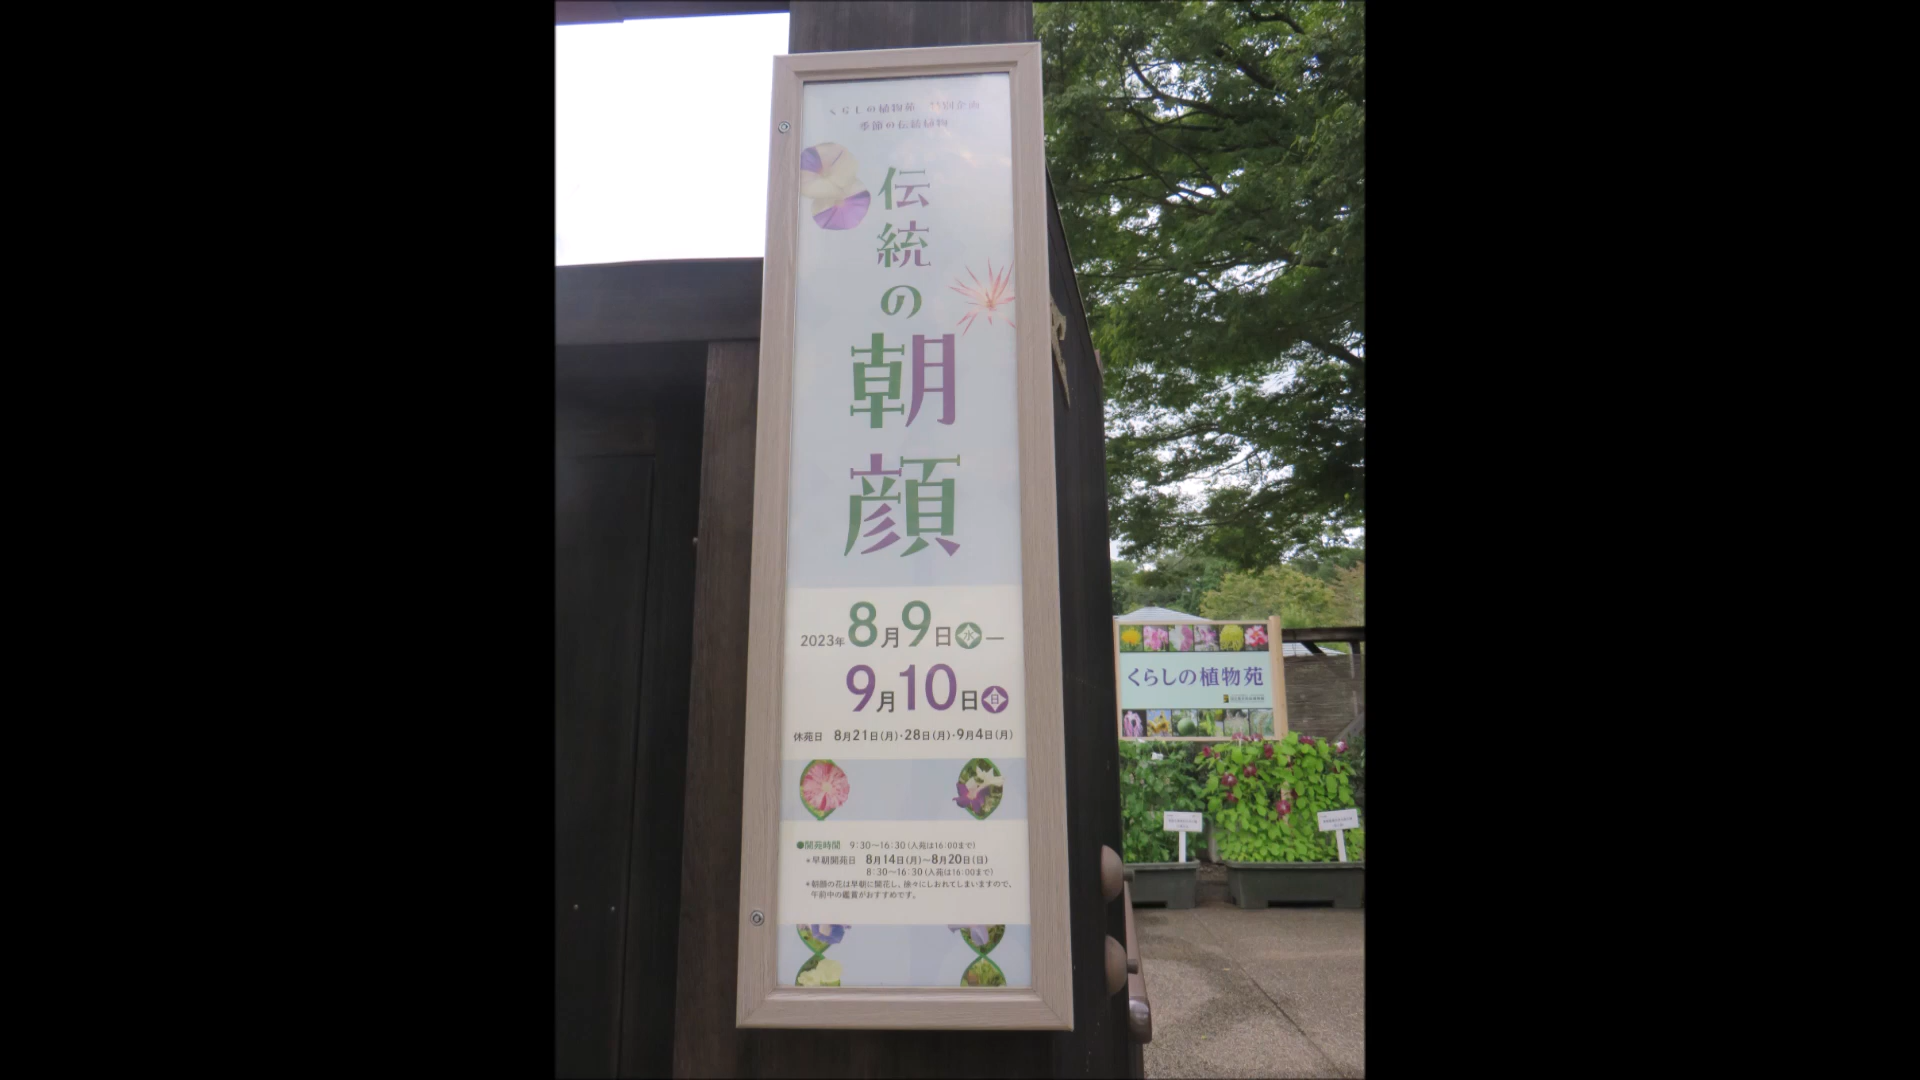 くらしの植物苑 特別企画
季節の伝統植物
伝統の朝顔
2023年8月9日(水)―
9月10日(日)
休苑日 8月21日(月)・28日(月)・9月4日(月)
●開苑時間 9:30～16:30(入苑は16:00まで)
*早朝開苑日 8月14日(月)～8月20日(日)
8:30～16:30(入苑は16:00まで)
*朝顔の花は早朝に開花し、徐々にしおれてしまいますので、
午前中の鑑賞がおすすめです。
くらしの植物苑